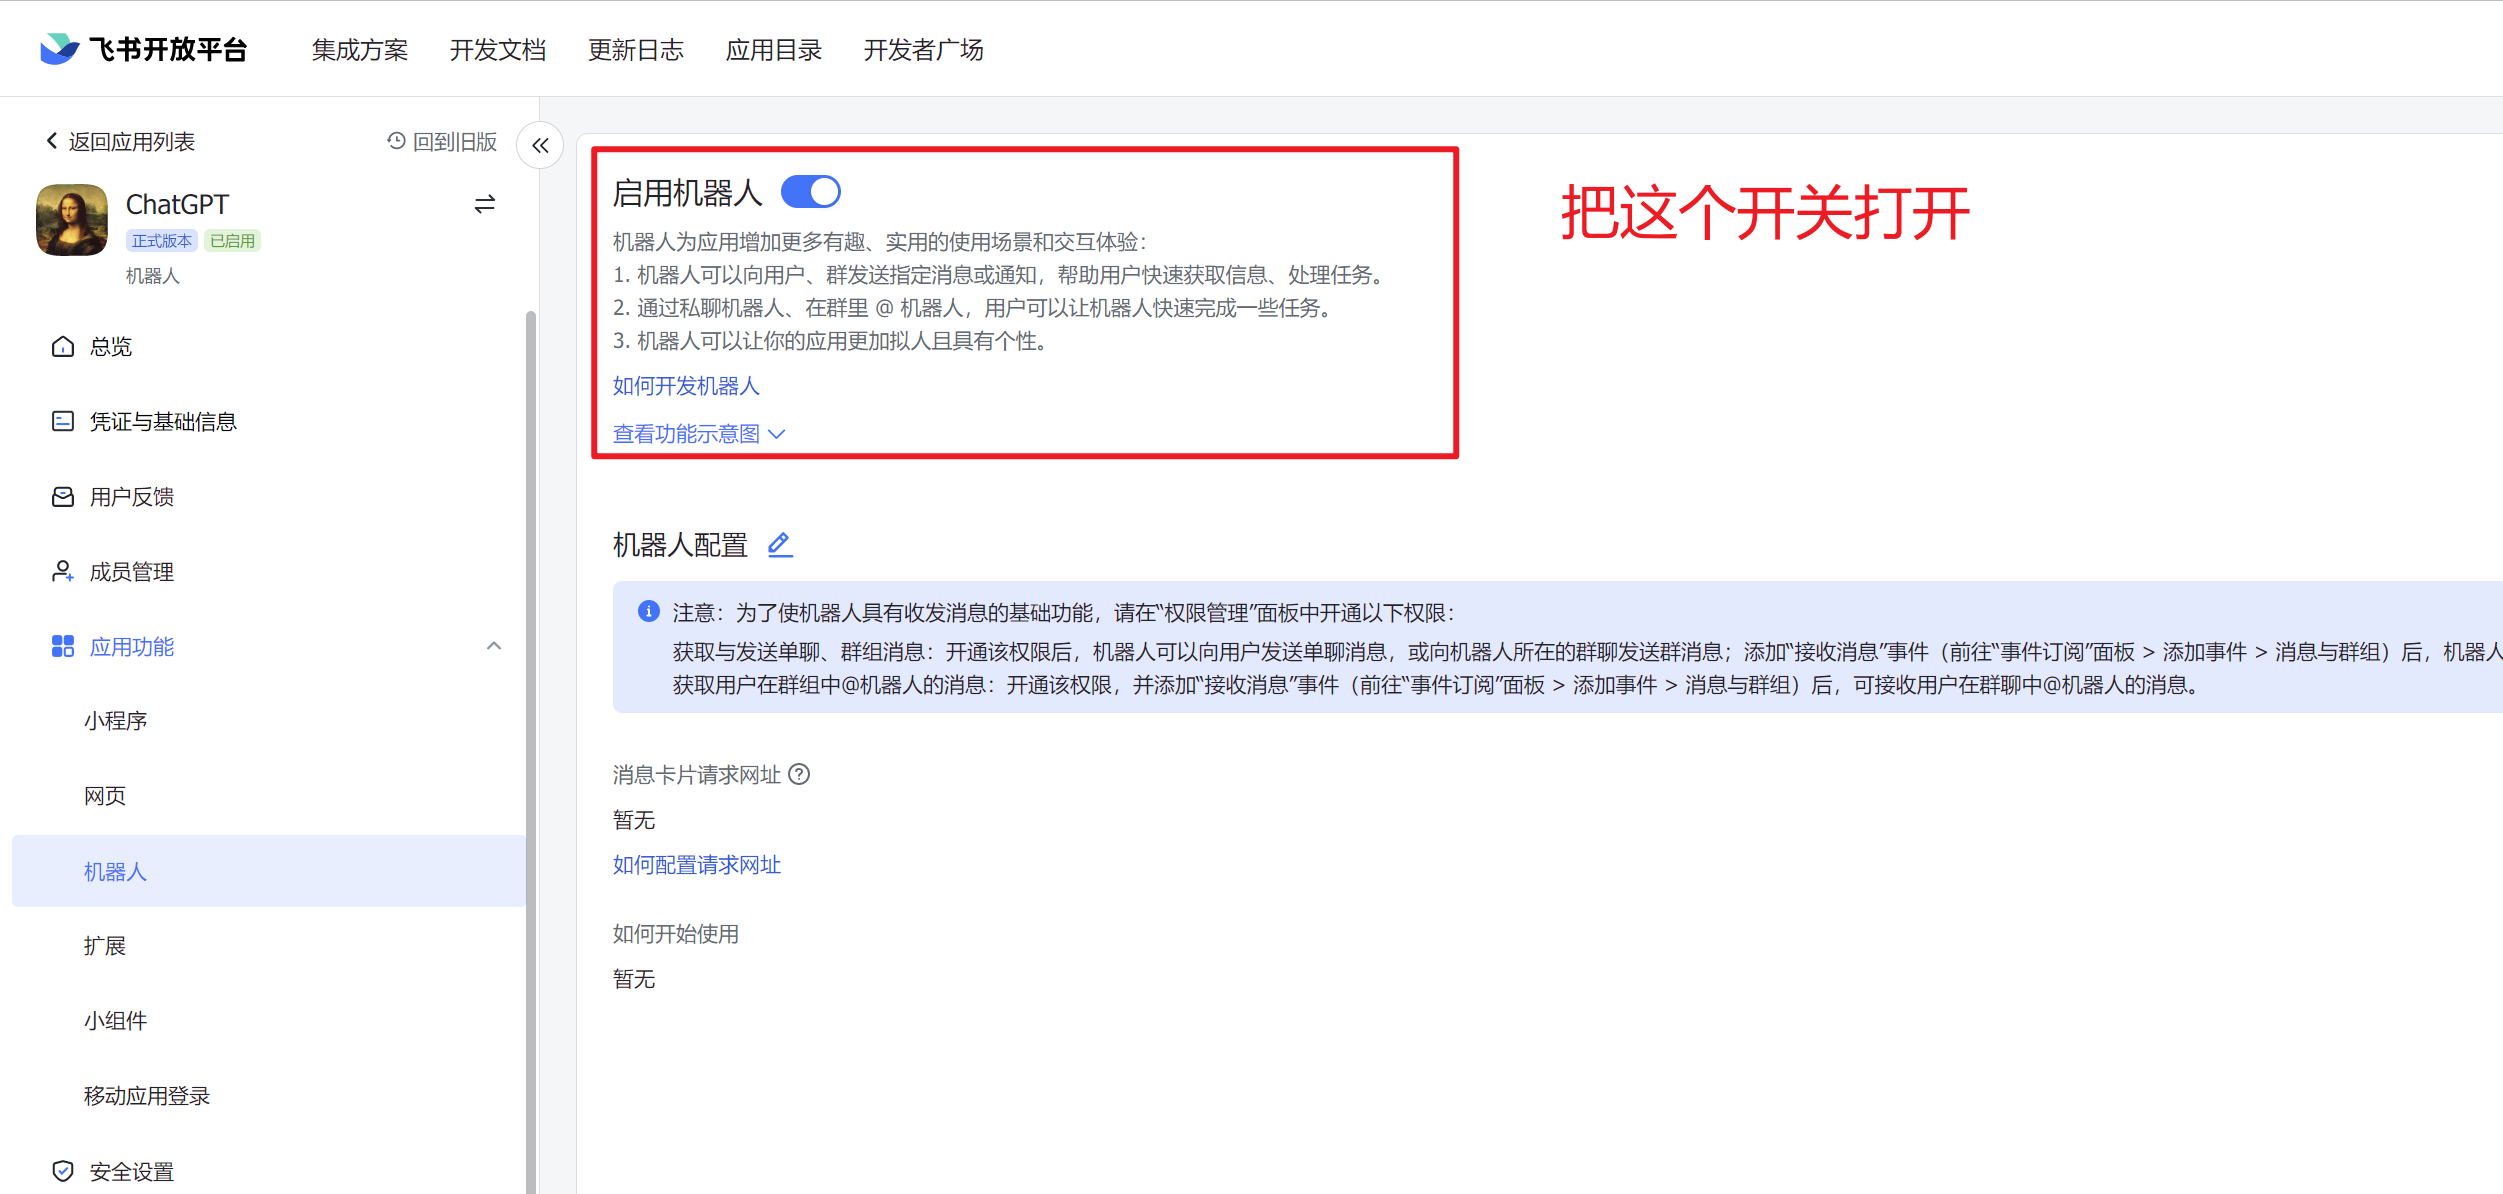 飞书开放平台
集成方案
开发文档
更新日志
应用目录
开发者广场
返回应用列表
回到旧版
ChatGPT
正式版本
已启用
机器人
总览
凭证与基础信息
用户反馈
成员管理
应用功能
小程序
网页
机器人
扩展
小组件
移动应用登录
安全设置
启用机器人
机器人为应用增加更多有趣、实用的使用场景和交互体验：
1. 机器人可以向用户、群发送指定消息或通知，帮助用户快速获取信息、处理任务。
2. 通过私聊机器人、在群里 @ 机器人，用户可以让机器人快速完成一些任务。
3. 机器人可以让你的应用更加拟人且具有个性。
如何开发机器人
查看功能示意图
把这个开关打开
机器人配置
注意：为了使机器人具有收发消息的基础功能，请在“权限管理”面板中开通以下权限：
获取与发送单聊、群组消息：开通该权限后，机器人可以向用户发送单聊消息，或向机器人所在的群聊发送群消息；添加“接收消息”事件（前往“事件订阅”面板 > 添加事件 > 消息与群组）后，机器人
获取用户在群组中@机器人的消息：开通该权限，并添加“接收消息”事件（前往“事件订阅”面板 > 添加事件 > 消息与群组）后，可接收用户在群聊中@机器人的消息。
消息卡片请求网址
暂无
如何配置请求网址
如何开始使用
暂无